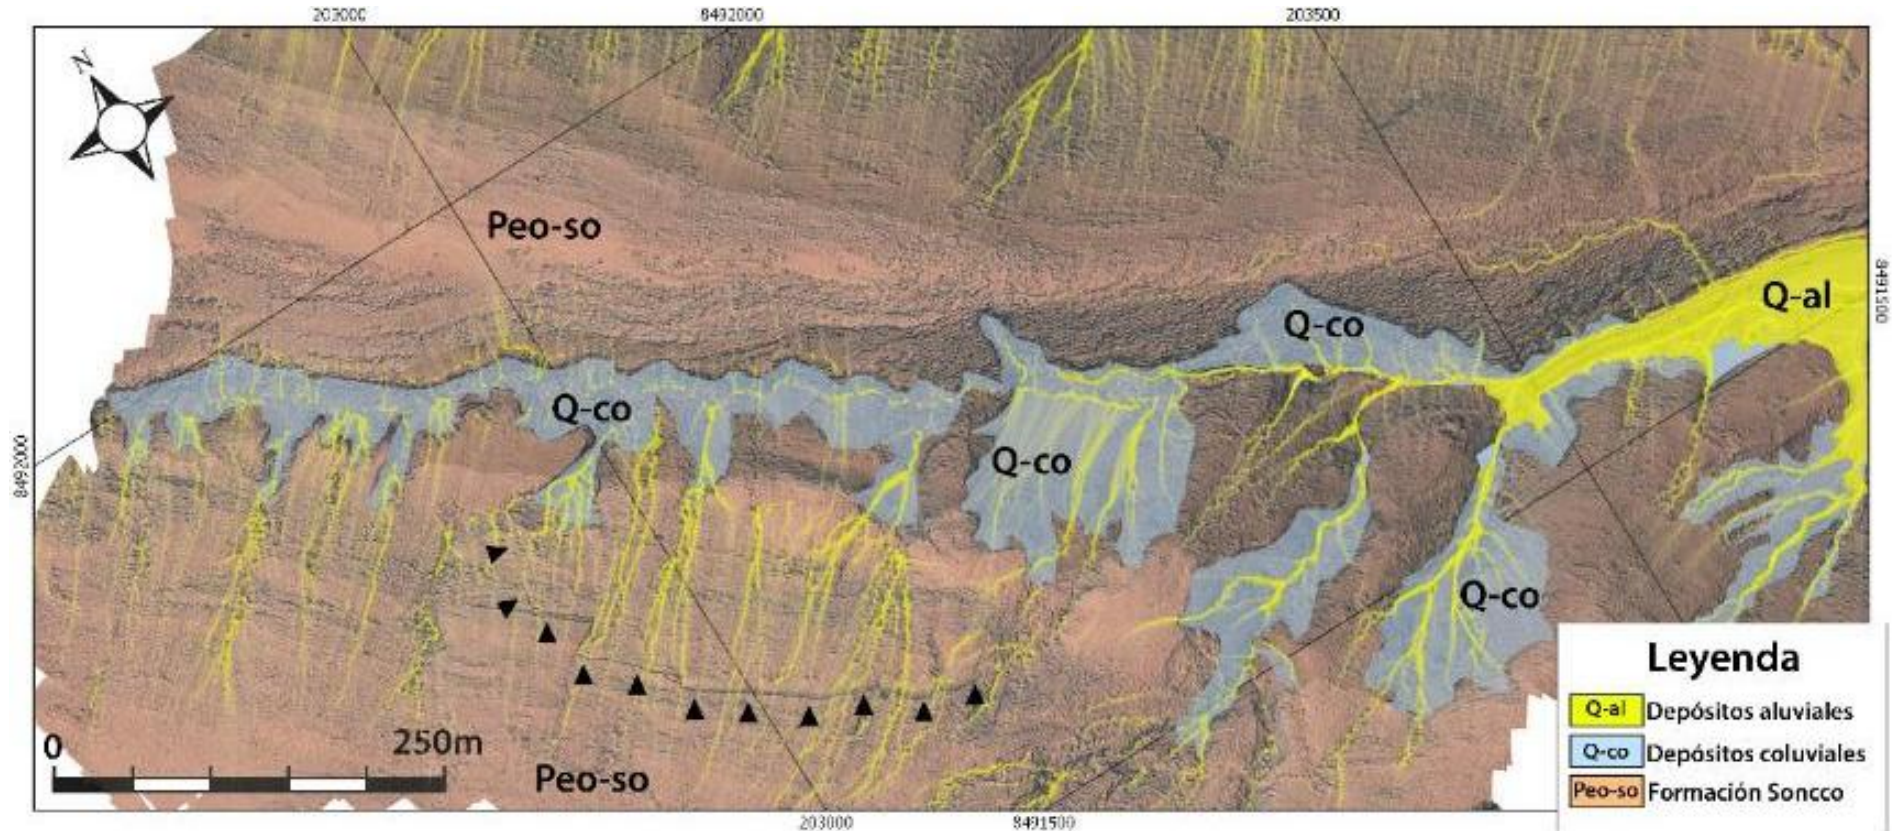 203000
8492000
203500
N
Peo-so
Q-al
8491500
Q-co
Q-co
Q-co
8492000
Q-co
0
250m
Peo-so
Leyenda
Q-al Depósitos aluviales
Q-co Depósitos coluviales
Peo-so Formación Soncco
203000
8491500